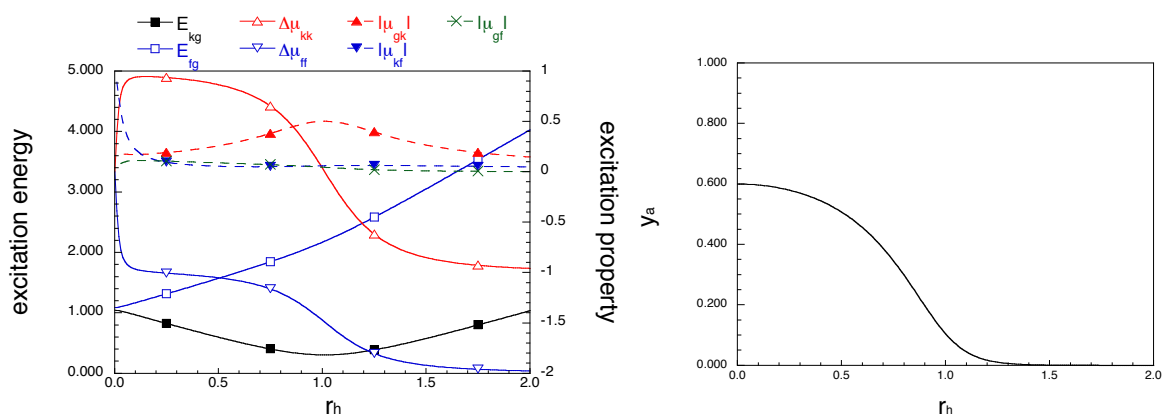 E_kg Δμ_kk |μ_gk| |μ_gf|
E_fg Δμ_ff |μ_kf|
5.000
4.000
3.000
2.000
1.000
0.000
excitation energy
1
0.5
0
-0.5
-1
-1.5
-2
excitation property
0.0 0.5 1.0 1.5 2.0
r_h
1.000
0.800
0.600
0.400
0.200
0.000
y_a
0.0 0.5 1.0 1.5 2.0
r_h